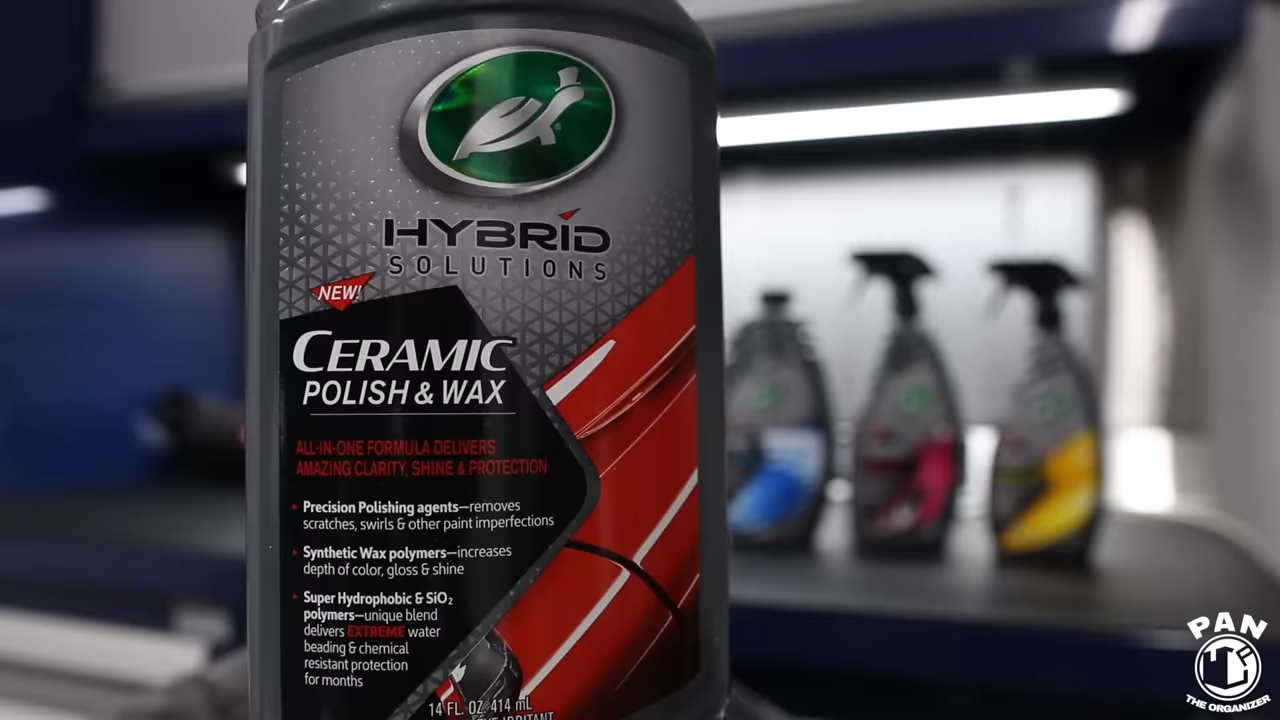 HYBRID
SOLUTIONS
NEW!
CERAMIC
POLISH & WAX
ALL-IN-ONE FORMULA DELIVERS
AMAZING CLARITY, SHINE & PROTECTION
Precision Polishing agents—removes
scratches, swirls & other paint imperfections
Synthetic Wax polymers—increases
depth of color, gloss & shine
Super Hydrophobic & SiO₂
polymers—unique blend
delivers EXTREME water
beading & chemical
resistant protection
for months
14 FL. OZ. 414 mL
IRRITANT
PAN
THE ORGANIZER